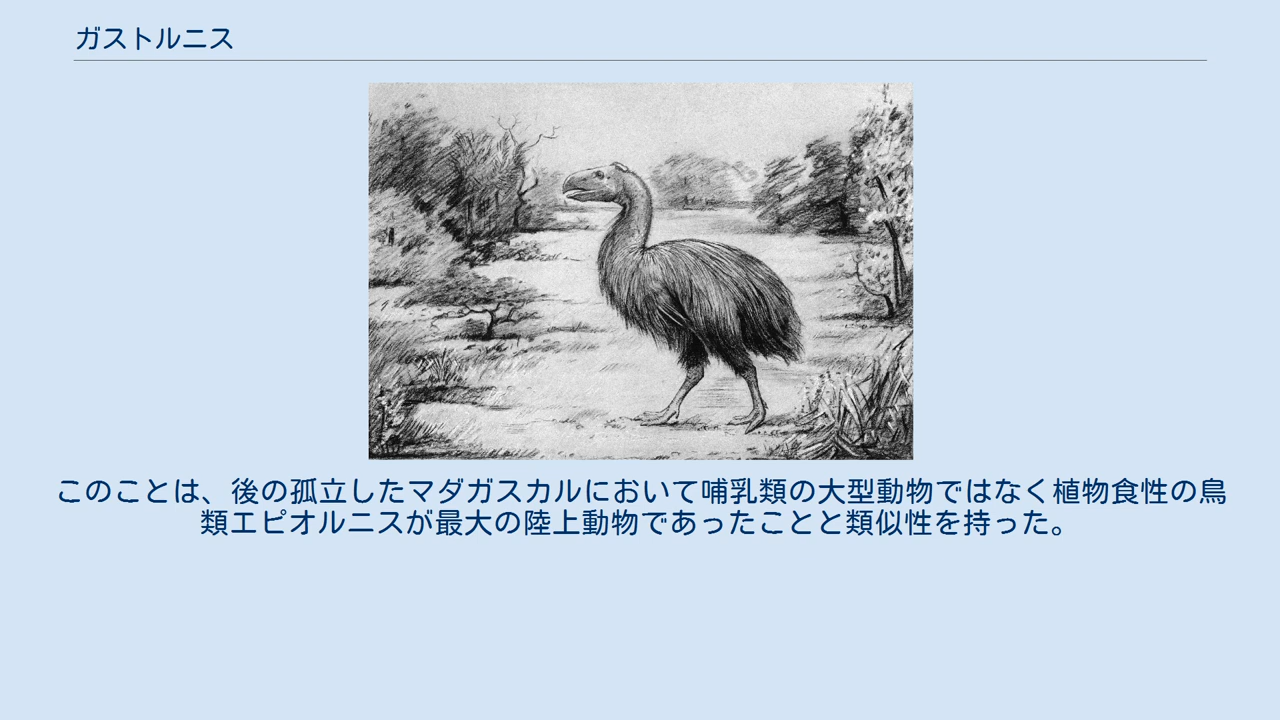 ガストルニス
このことは、後の孤立したマダガスカルにおいて哺乳類の大型動物ではなく植物食性の鳥
類エピオルニスが最大の陸上動物であったことと類似性を持った。